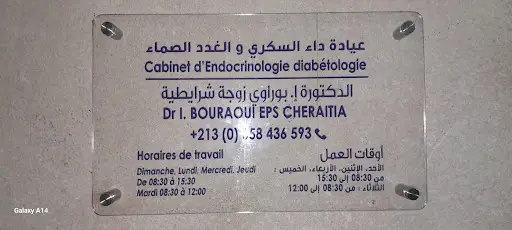 عيادة داء السكري و الغدد الصماء
Cabinet d'Endocrinologie diabétologie
الدكتورة إ. بوراوي زوجة شرايطية
Dr I. BOURAOUI EPS CHERAITIA
+213 (0) 58 436 593
Horaires de travail
Dimanche, Lundi, Mercredi, Jeudi
De 08:30 à 15:30
Mardi 08:30 à 12:00
أوقات العمل
الأحد، الإثنين، الأربعاء، الخميس :
من 08:30 إلى 15:30
الثلاثاء : من 08:30 إلى 12:00
Galaxy A14